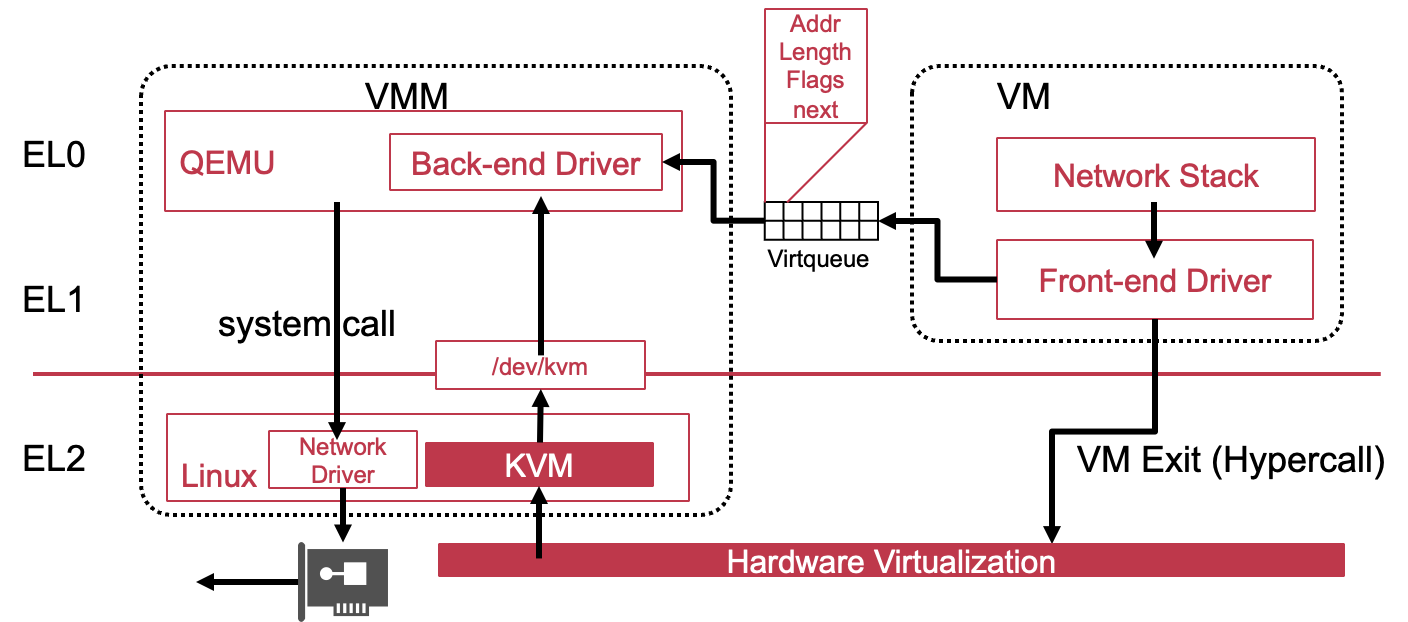 Addr
Length
Flags
next
VMM
VM
EL0
QEMU
Back-end Driver
Network Stack
Virtqueue
EL1
Front-end Driver
system call
/dev/kvm
EL2
Linux
Network
Driver
KVM
VM Exit (Hypercall)
Hardware Virtualization